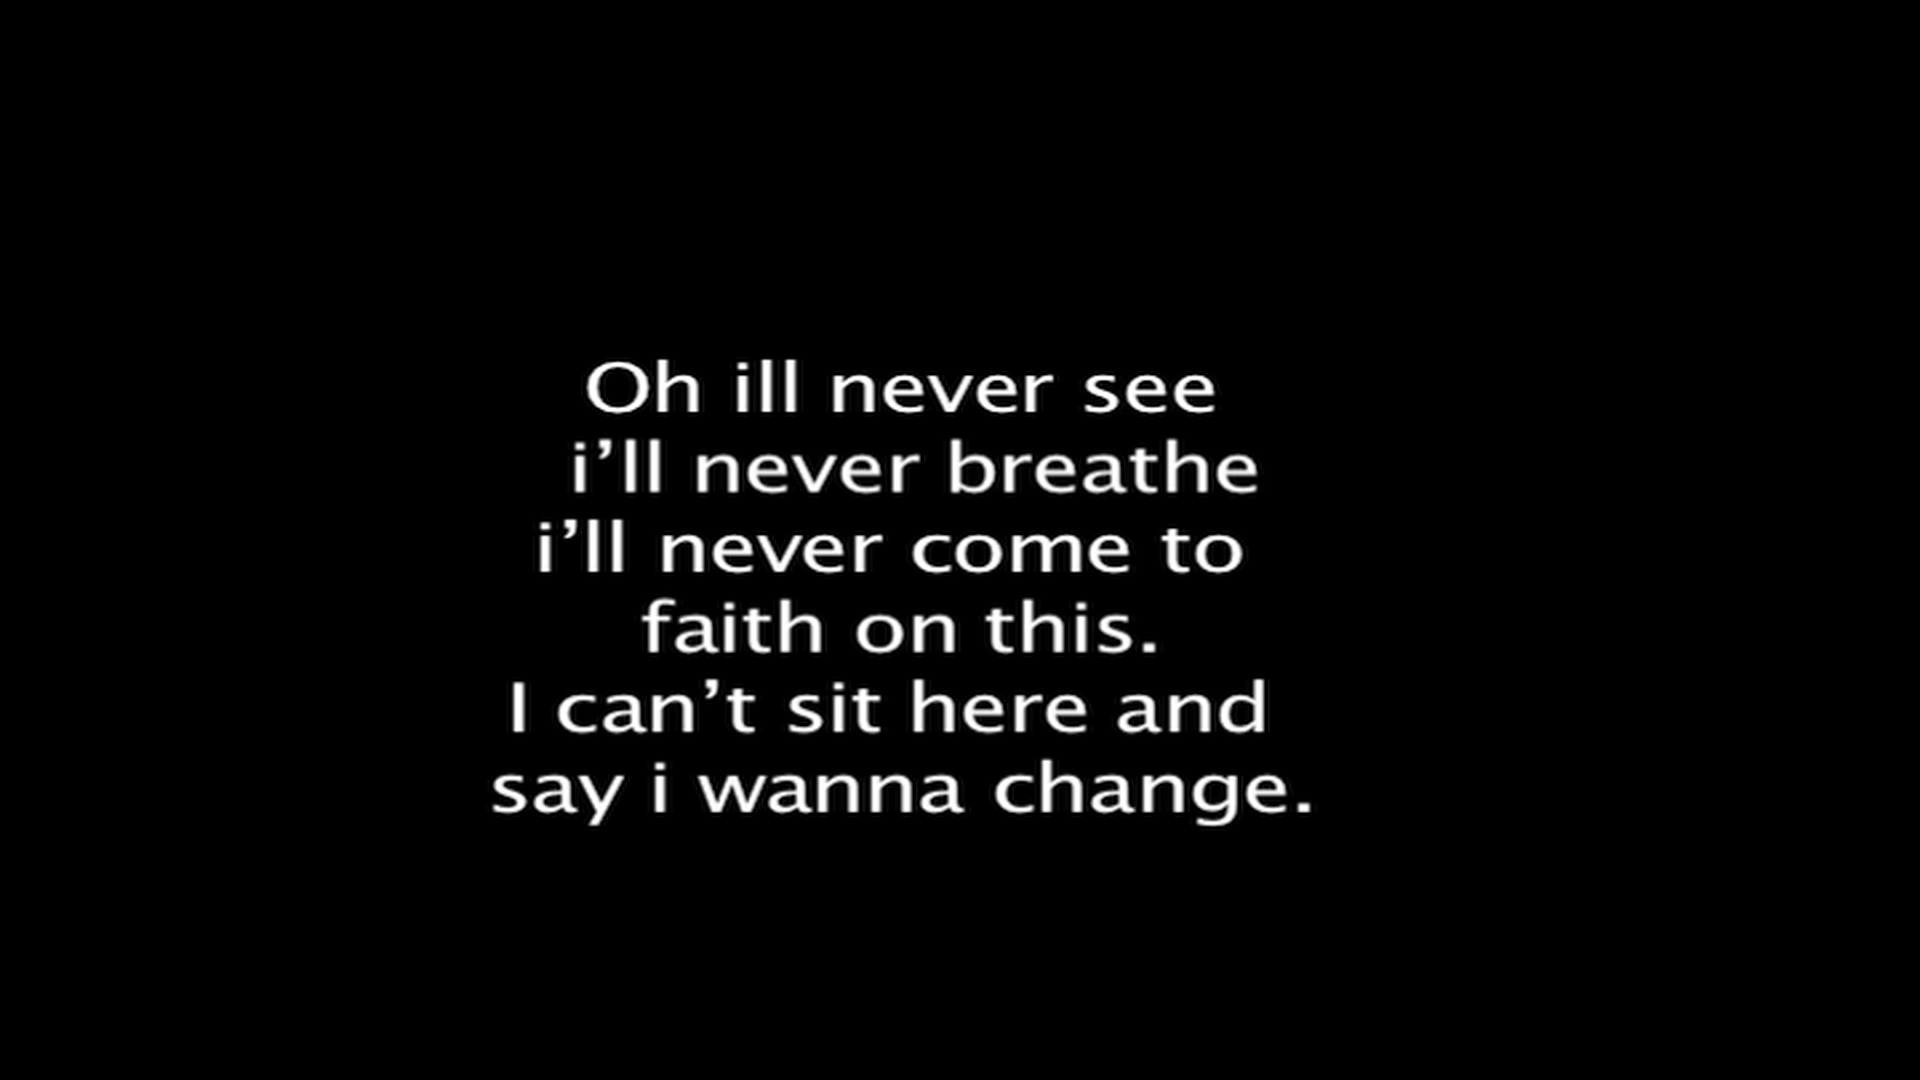 Oh ill never see
i’ll never breathe
i’ll never come to
faith on this.
I can’t sit here and
say i wanna change.